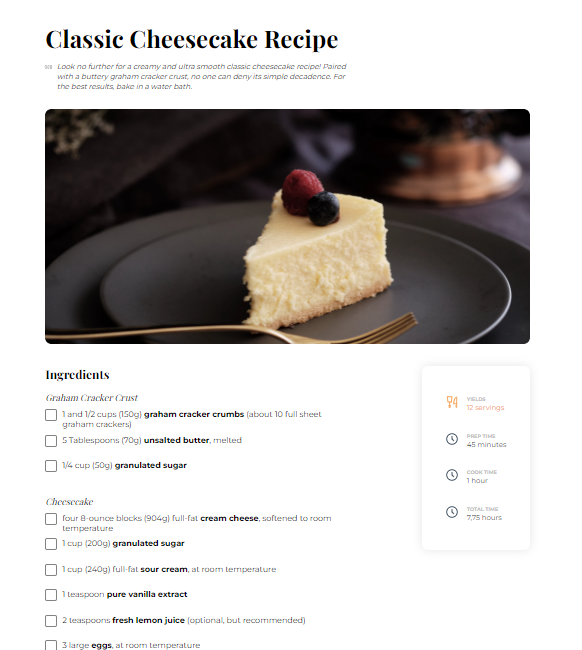 Classic Cheesecake Recipe
Look no further for a creamy and ultra smooth classic cheesecake recipe! Paired
with a buttery graham cracker crust, no one can deny its simple decadence. For
the best results, bake in a water bath.
Ingredients
Graham Cracker Crust
1 and 1/2 cups (150g) graham cracker crumbs (about 10 full sheet
graham crackers)
5 Tablespoons (70g) unsalted butter, melted
1/4 cup (50g) granulated sugar
Cheesecake
four 8-ounce blocks (904g) full-fat cream cheese, softened to room
temperature
1 cup (200g) granulated sugar
1 cup (240g) full-fat sour cream, at room temperature
1 teaspoon pure vanilla extract
2 teaspoons fresh lemon juice (optional, but recommended)
3 large eggs, at room temperature
YIELDS
12 servings
PREP TIME
45 minutes
COOK TIME
1 hour
TOTAL TIME
7,75 hours